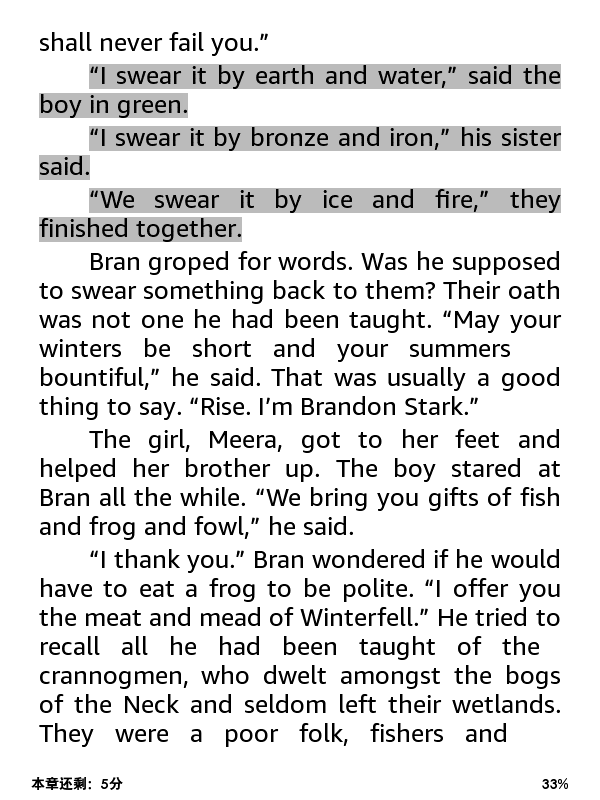 shall never fail you.”
“I swear it by earth and water,” said the
boy in green.
“I swear it by bronze and iron,” his sister
said.
“We swear it by ice and fire,” they
finished together.
Bran groped for words. Was he supposed
to swear something back to them? Their oath
was not one he had been taught. “May your
winters be short and your summers
bountiful,” he said. That was usually a good
thing to say. “Rise. I’m Brandon Stark.”
The girl, Meera, got to her feet and
helped her brother up. The boy stared at
Bran all the while. “We bring you gifts of fish
and frog and fowl,” he said.
“I thank you.” Bran wondered if he would
have to eat a frog to be polite. “I offer you
the meat and mead of Winterfell.” He tried to
recall all he had been taught of the
crannogmen, who dwelt amongst the bogs
of the Neck and seldom left their wetlands.
They were a poor folk, fishers and
本章还剩：5分 33%